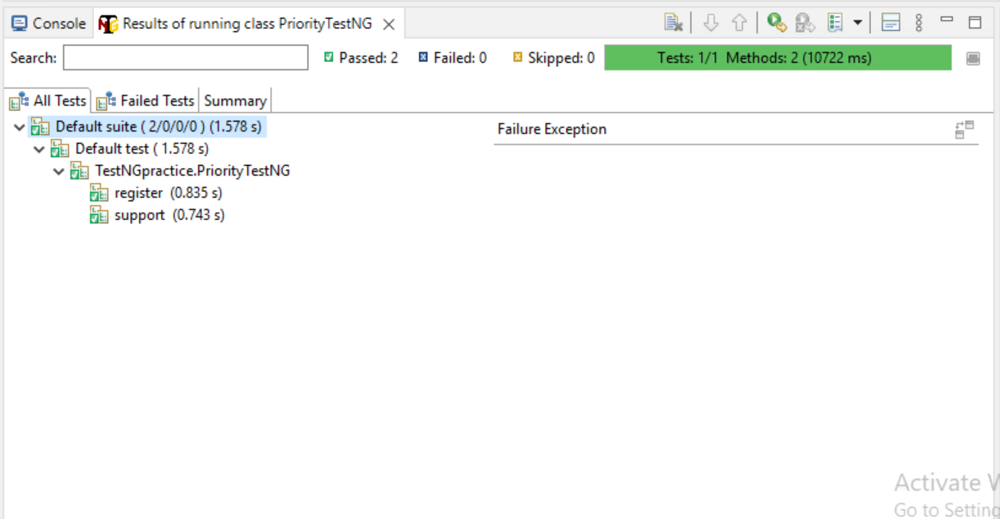 Console Results of running class PriorityTestNG
Search: Passed: 2 Failed: 0 Skipped: 0 Tests: 1/1 Methods: 2 (10722 ms)
All Tests Failed Tests Summary
Default suite ( 2/0/0/0 ) (1.578 s) Failure Exception
Default test ( 1.578 s)
TestNGpractice.PriorityTestNG
register (0.835 s)
support (0.743 s)
Activate
Go to Setting